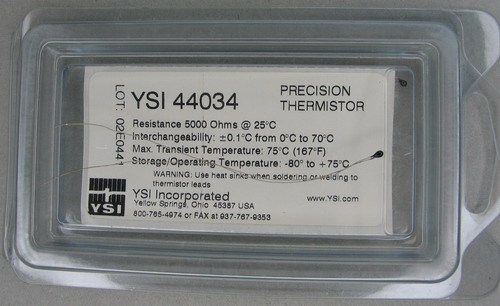 YSI 44034
PRECISION
THERMISTOR
LOT: 02E0441
Resistance 5000 Ohms @ 25°C
Interchangeability: ±0.1°C from 0°C to 70°C
Max. Transient Temperature: 75°C (167°F)
Storage/Operating Temperature: -80° to +75°C
WARNING: Use heat sinks when soldering or welding to
thermistor leads
YSI
YSI Incorporated
Yellow Springs, Ohio 45387 USA
800-765-4974 or FAX at 937-767-9353
www.YSI.com